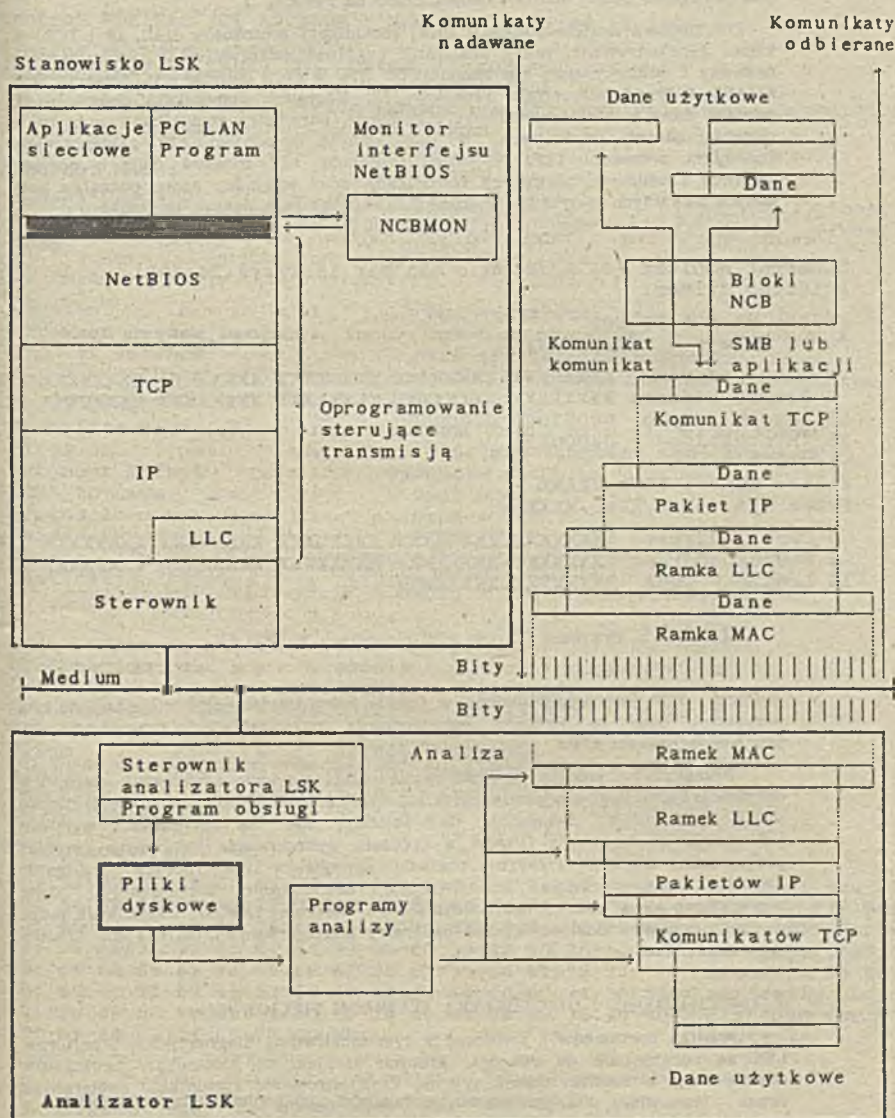 Komunikaty
nadawane
Komunikaty
odbierane
Stanowisko LSK
Aplikacje
sieciowe
PC LAN
Program
Monitor
interfejsu
NetBIOS
NCBMON
NetBIOS
TCP
IP
LLC
Sterownik
Oprogramowanie
sterujące
transmisją
Dane użytkowe
Dane
Bloki
NCB
Komunikat SMB lub
komunikat aplikacji
Dane
Komunikat TCP
Dane
Pakiet IP
Dane
Ramka LLC
Dane
Ramka MAC
Bity
Medium
Bity
Sterownik
analizatora LSK
Program obsługi
Pliki
dyskowe
Programy
analizy
Analiza
Ramek MAC
Ramek LLC
Pakietów IP
Komunikatów TCP
Dane użytkowe
Analizator LSK